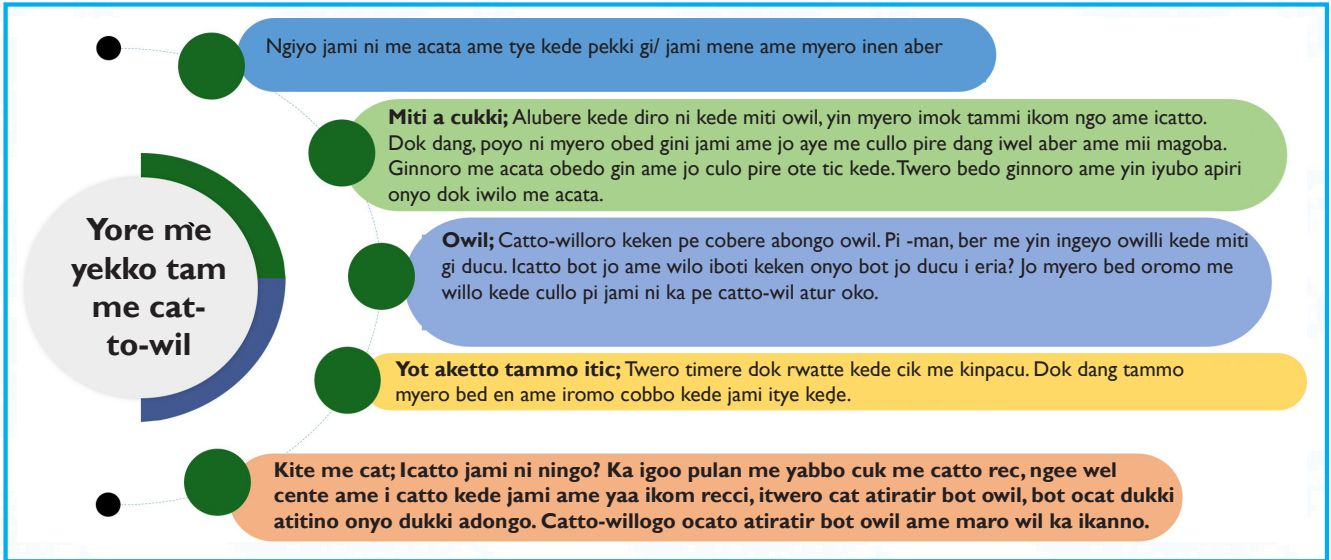 Yore me
yekko tam
me cat-
to-wil
Ngiyo jami ni me acata ame tye kede pekki gi/ jami mene ame myero inen aber
Miti a cukki; Alubere kede diro ni kede miti owil, yin myero imok tammi ikom ngo ame icatto.
Dok dang, poyo ni myero obed gini jami ame jo aye me cullo pire dang iwel aber ame mii magoba.
Ginnoro me acata obedo gin ame jo culo pire ote tic kede. Twero bedo ginnoro ame yin iyubo apiri
onyo dok iwilo me acata.
Owil; Catto-willoro keken pe cobere abongo owil. Pi -man, ber me yin ingeyo owilli kede miti
gi ducu. Icatto bot jo ame wilo iboti keken onyo bot jo ducu i eria? Jo myero bed oromo me
willo kede cullo pi jami ni ka pe catto-wil atur oko.
Yot aketto tammo itic; Twero timere dok rwatte kede cik me kinpacu. Dok dang tammo
myero bed en ame iromo cobbo kede jami itye kede.
Kite me cat; Icatto jami ni ningo? Ka igoo pulan me yabbo cuk me catto rec, ngee wel
cente ame i catto kede jami ame yaa ikom recci, itwero cat atiratir bot owil, bot ocat dukki
atitino onyo dukki adongo. Catto-willogo ocato atiratir bot owil ame maro wil ka ikanno.